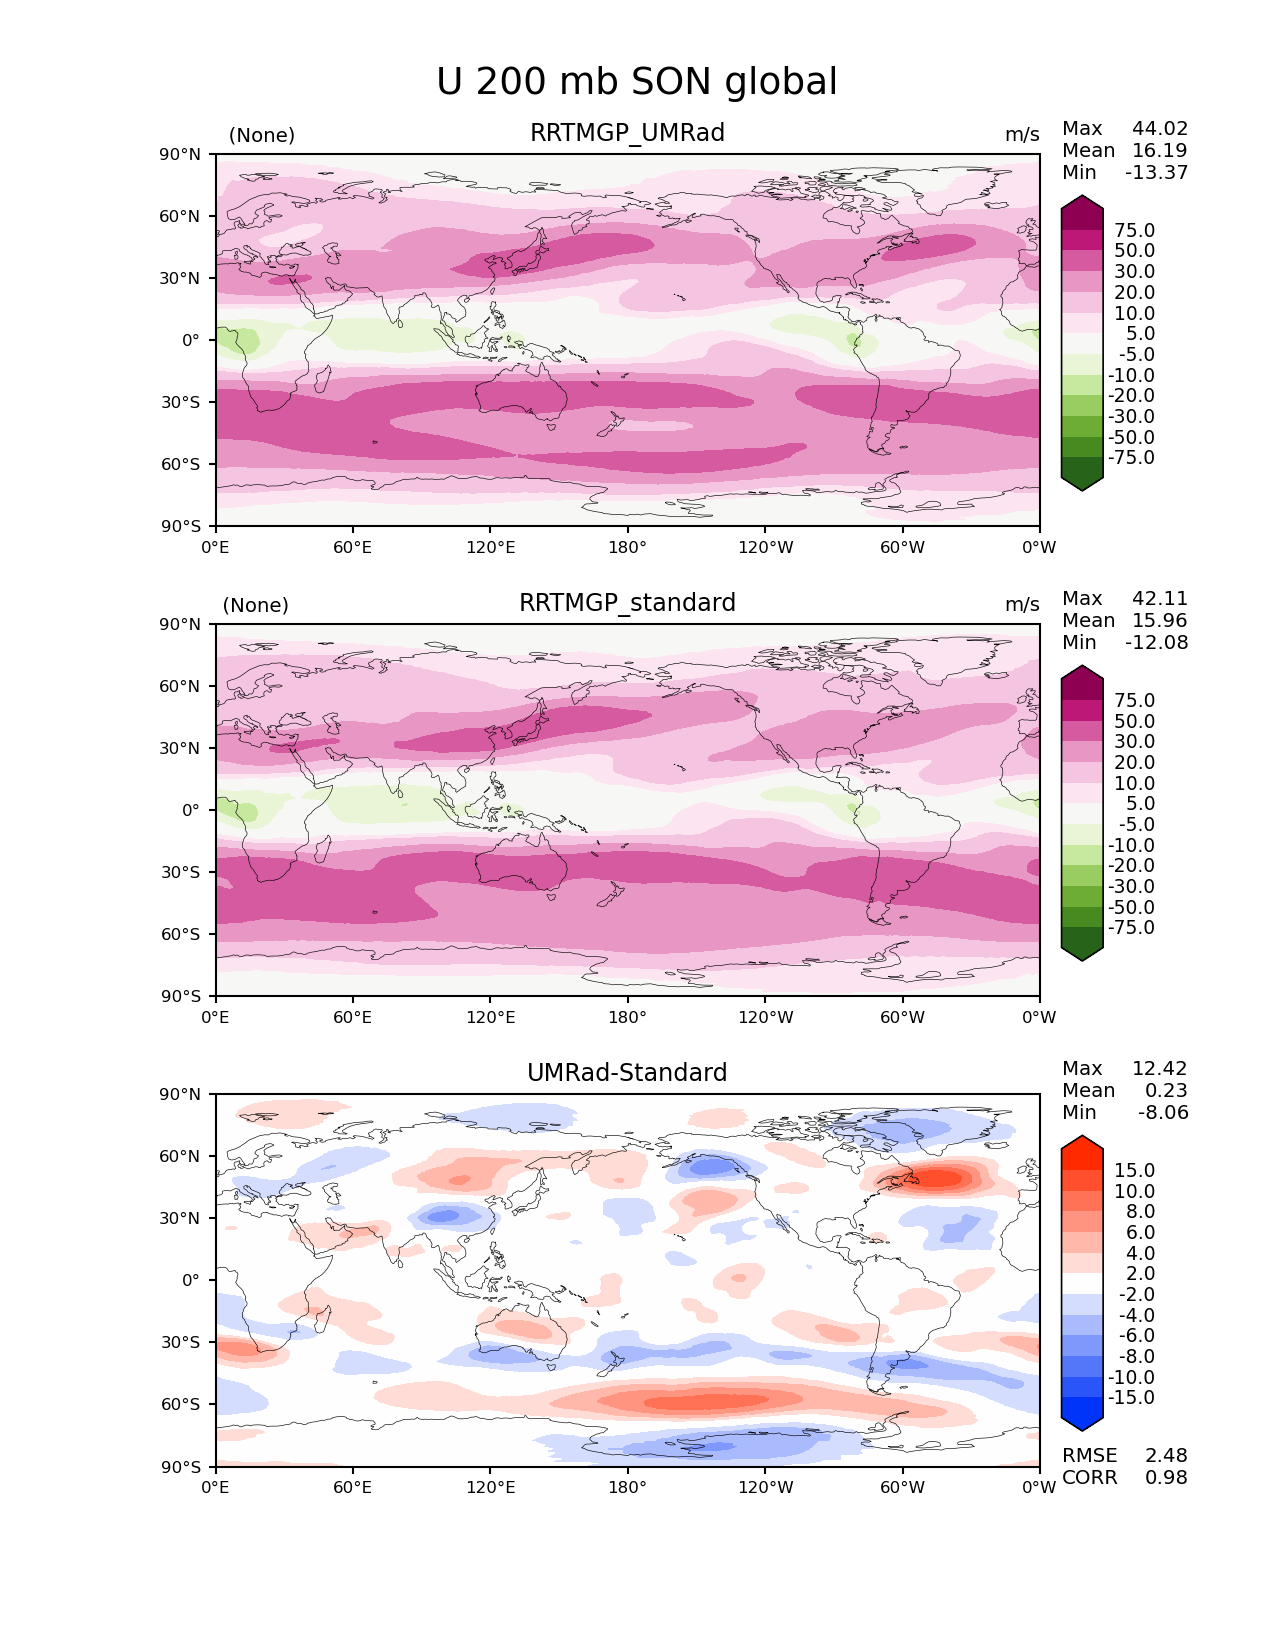 U 200 mb SON global
(None) RRTMGP_UMRad m/s
Max 44.02
Mean 16.19
Min -13.37
90°N
60°N
30°N
0°
30°S
60°S
90°S
0°E 60°E 120°E 180° 120°W 60°W 0°W
75.0
50.0
30.0
20.0
10.0
5.0
-5.0
-10.0
-20.0
-30.0
-50.0
-75.0
(None) RRTMGP_standard m/s
Max 42.11
Mean 15.96
Min -12.08
90°N
60°N
30°N
0°
30°S
60°S
90°S
0°E 60°E 120°E 180° 120°W 60°W 0°W
75.0
50.0
30.0
20.0
10.0
5.0
-5.0
-10.0
-20.0
-30.0
-50.0
-75.0
UMRad-Standard
Max 12.42
Mean 0.23
Min -8.06
90°N
60°N
30°N
0°
30°S
60°S
90°S
0°E 60°E 120°E 180° 120°W 60°W 0°W
15.0
10.0
8.0
6.0
4.0
2.0
-2.0
-4.0
-6.0
-8.0
-10.0
-15.0
RMSE 2.48
CORR 0.98